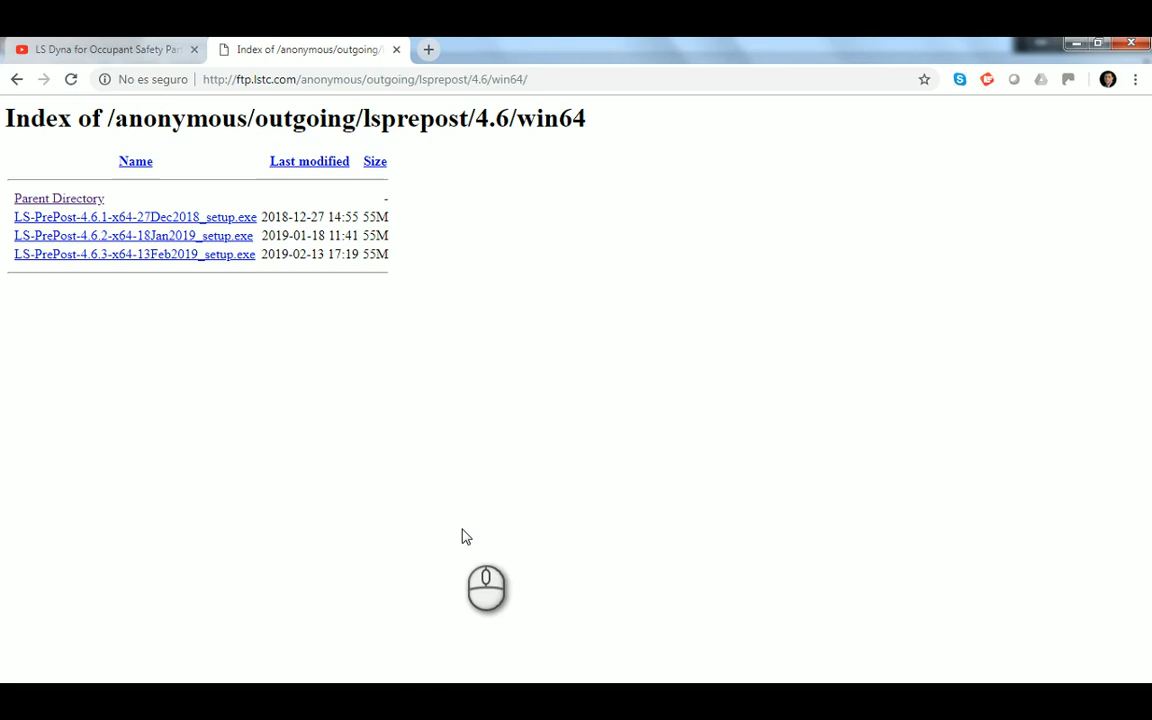 LS Dyna for Occupant Safety Par
Index of /anonymous/outgoing/l
No es seguro
http://ftp.lstc.com/anonymous/outgoing/lsprepost/4.6/win64/
Index of /anonymous/outgoing/lsprepost/4.6/win64
Name Last modified Size
Parent Directory -
LS-PrePost-4.6.1-x64-27Dec2018_setup.exe 2018-12-27 14:55 55M
LS-PrePost-4.6.2-x64-18Jan2019_setup.exe 2019-01-18 11:41 55M
LS-PrePost-4.6.3-x64-13Feb2019_setup.exe 2019-02-13 17:19 55M